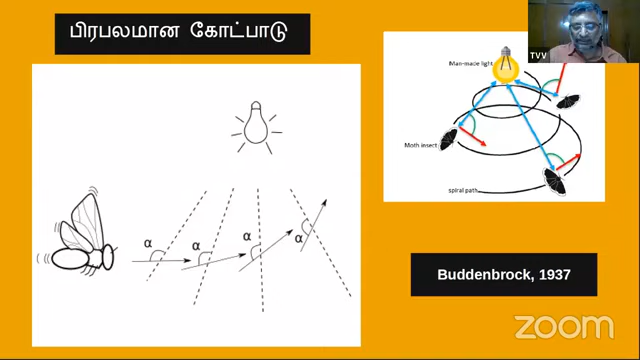 பிரபலமான கோட்பாடு
TVV
Man-made light
Moth insect
spiral path
α
α
α
α
Buddenbrock, 1937
zoom